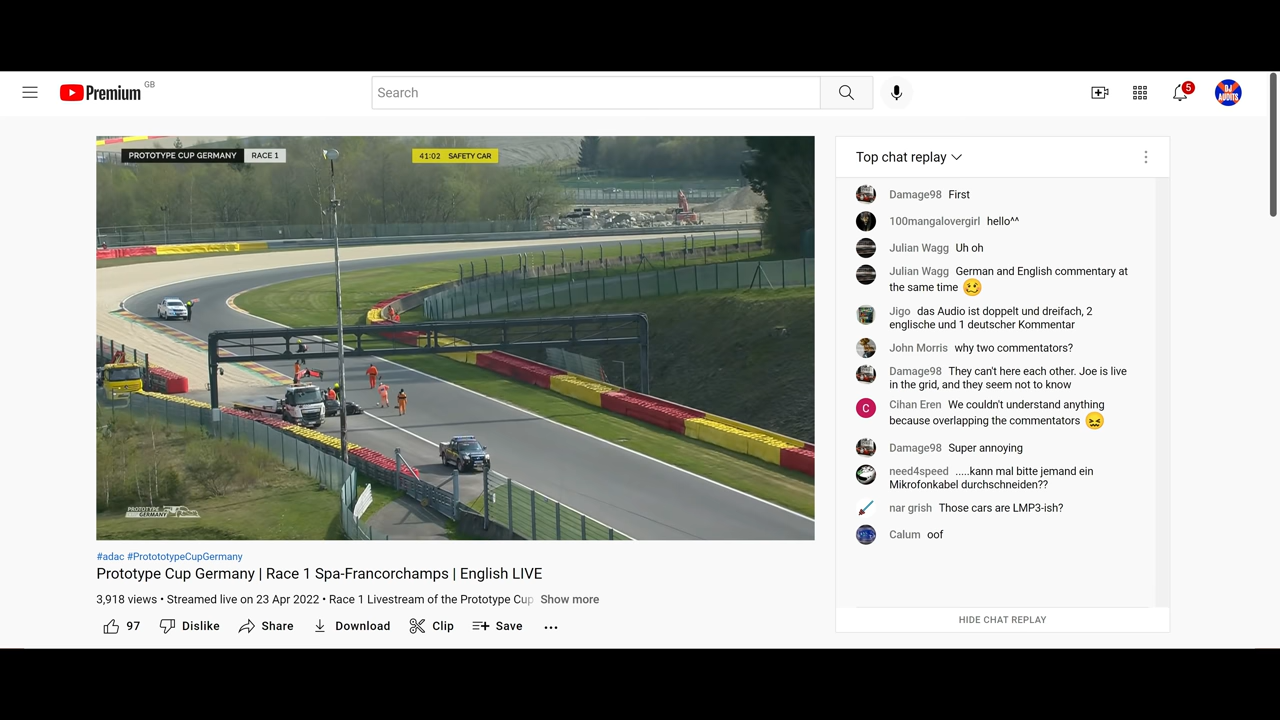 Premium GB
Search
5
DJ
AUDITS
PROTOTYPE CUP GERMANY RACE 1
41:02 SAFETY CAR
PROTOTYPE
GERMANY
#adac #PrototoypeCupGermany
Prototype Cup Germany | Race 1 Spa-Francorchamps | English LIVE
3,918 views • Streamed live on 23 Apr 2022 • Race 1 Livestream of the Prototype Cup Show more
97 Dislike Share Download Clip Save
Top chat replay
Damage98 First
100mangalovergirl hello^^
Julian Wagg Uh oh
Julian Wagg German and English commentary at
the same time
Jigo das Audio ist doppelt und dreifach, 2
englische und 1 deutscher Kommentar
John Morris why two commentators?
Damage98 They can't here each other. Joe is live
in the grid, and they seem not to know
C Cihan Eren We couldn't understand anything
because overlapping the commentators
Damage98 Super annoying
need4speed .....kann mal bitte jemand ein
Mikrofonkabel durchschneiden??
nar grish Those cars are LMP3-ish?
Calum oof
HIDE CHAT REPLAY